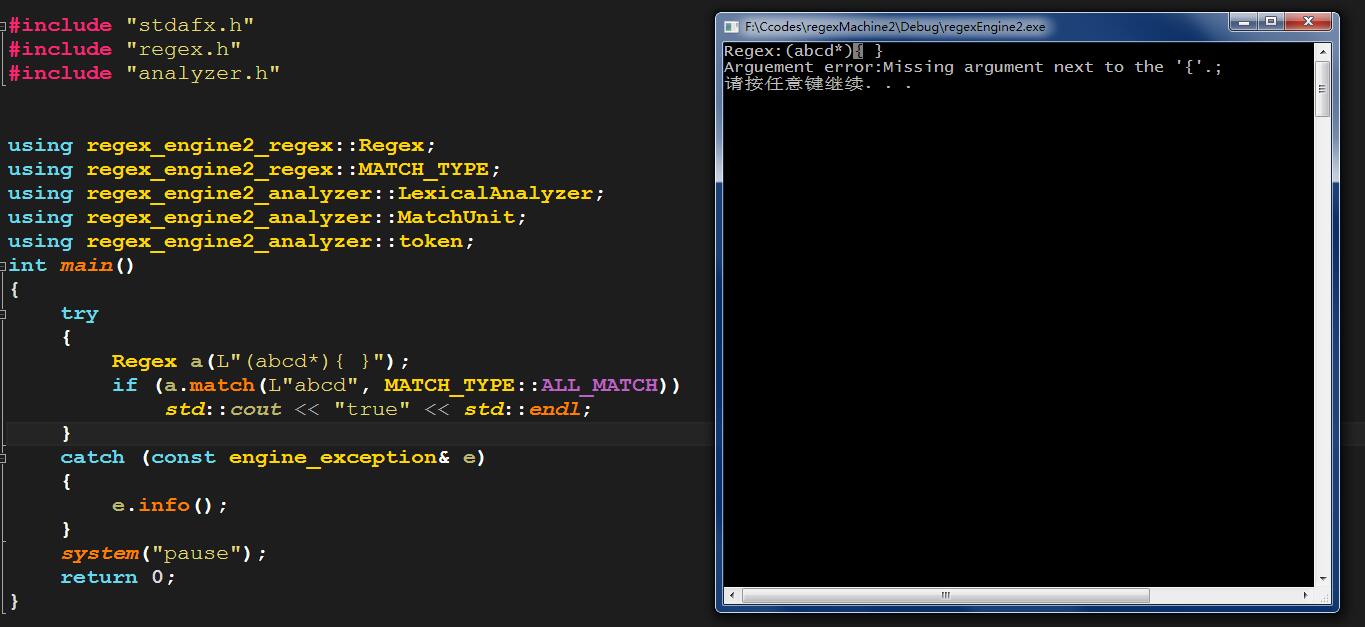 #include "stdafx.h"
#include "regex.h"
#include "analyzer.h"
using regex_engine2_regex::Regex;
using regex_engine2_regex::MATCH_TYPE;
using regex_engine2_analyzer::LexicalAnalyzer;
using regex_engine2_analyzer::MatchUnit;
using regex_engine2_analyzer::token;
int main()
{
    try
    {
        Regex a(L"(abcd*){ }");
        if (a.match(L"abcd", MATCH_TYPE::ALL_MATCH))
            std::cout << "true" << std::endl;
    }
    catch (const engine_exception& e)
    {
        e.info();
    }
    system("pause");
    return 0;
}
F:\Ccodes\regexMachine2\Debug\regexEngine2.exe
Regex:(abcd*){ }
Arguement error:Missing argument next to the '{'.;
请按任意键继续. . .